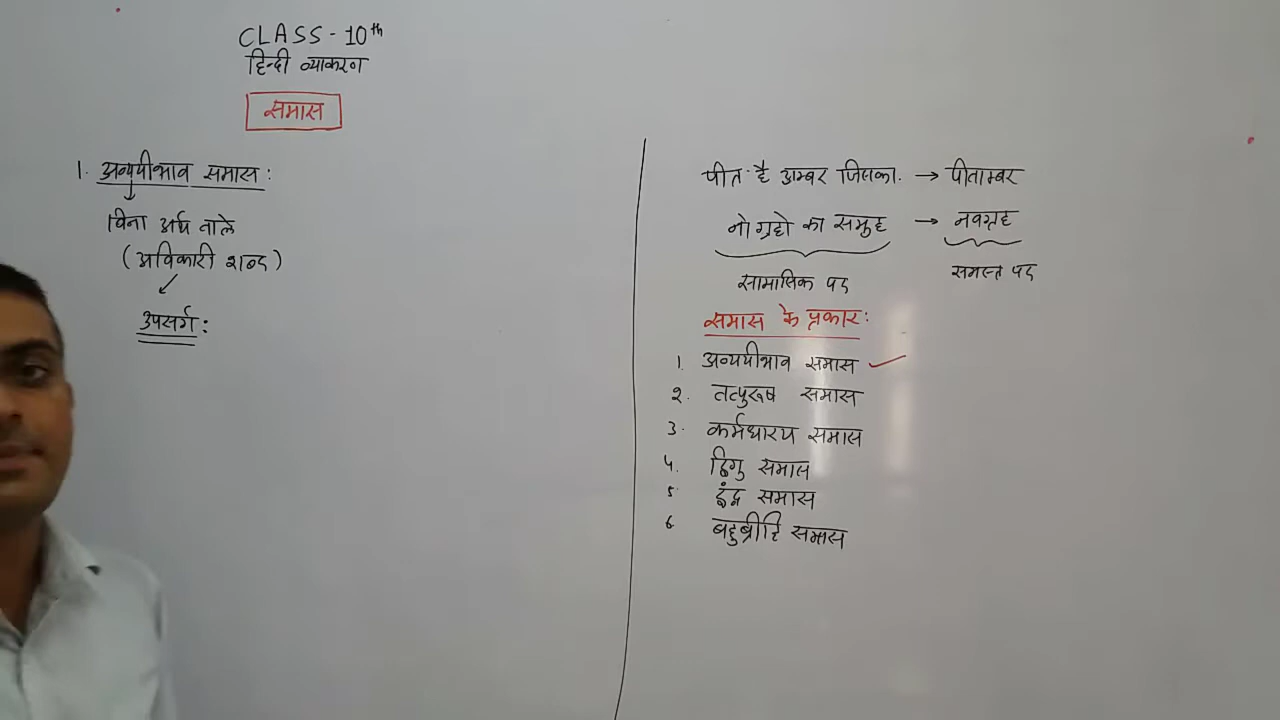 CLASS-10th
हिन्दी व्याकरण
समास
1. अव्ययीभाव समास:
बिना अर्थ वाले
(अविकारी शब्द)
उपसर्ग:
पीत है अम्बर जिसका. → पीताम्बर
नो ग्रहो का समुह → नवग्रह
सामासिक पद
समस्त पद
समास के प्रकार:
1. अव्ययीभाव समास
2. तत्पुरूष समास
3. कर्मधारय समास
4. द्विगु समास
5 द्वंद्व समास
6 बहुब्रीहि समास